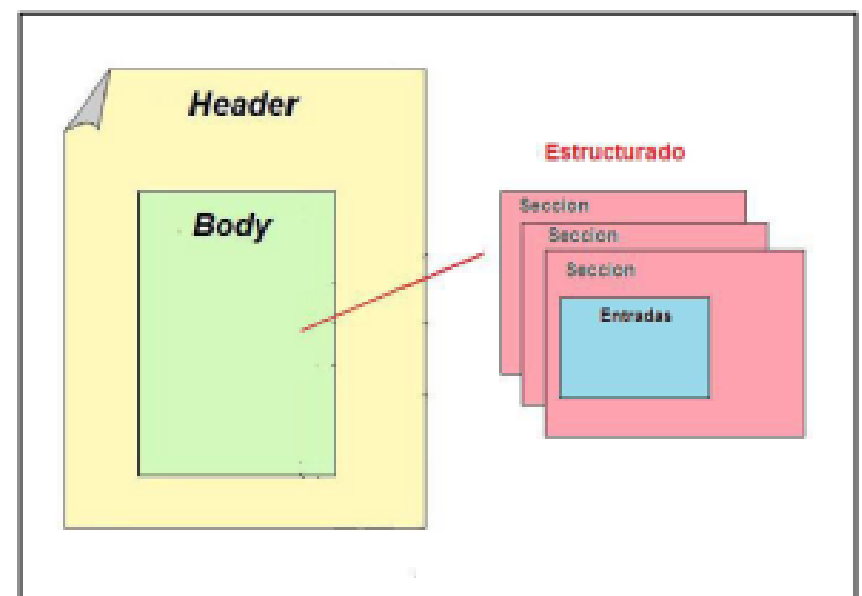 Header
Body
Estructurado
Seccion
Seccion
Seccion
Entradas